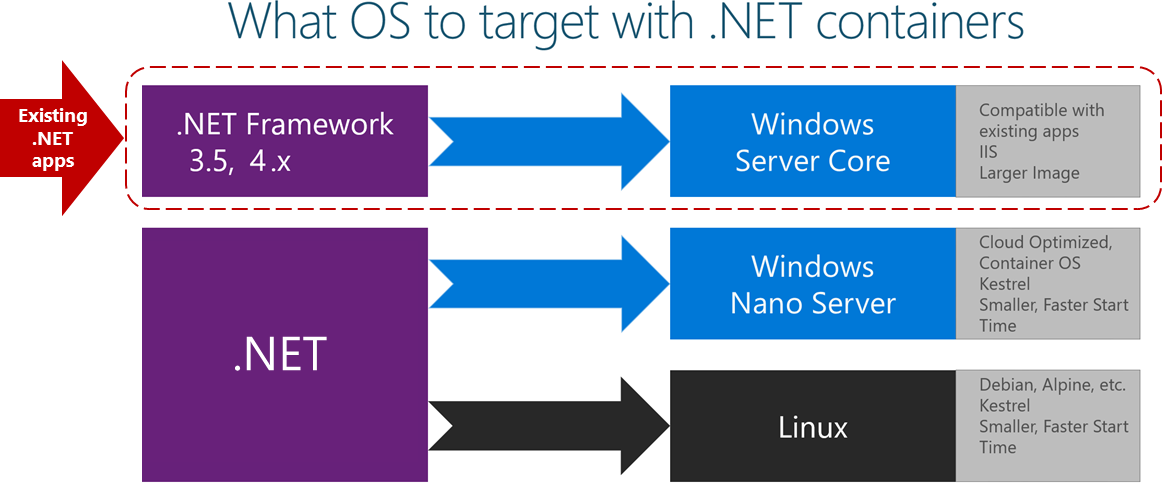 What OS to target with .NET containers
Existing
.NET
apps
.NET Framework
3.5, 4.x
Windows
Server Core
Compatible with
existing apps
IIS
Larger Image
.NET
Windows
Nano Server
Cloud Optimized,
Container OS
Kestrel
Smaller, Faster Start
Time
Linux
Debian, Alpine, etc.
Kestrel
Smaller, Faster Start
Time